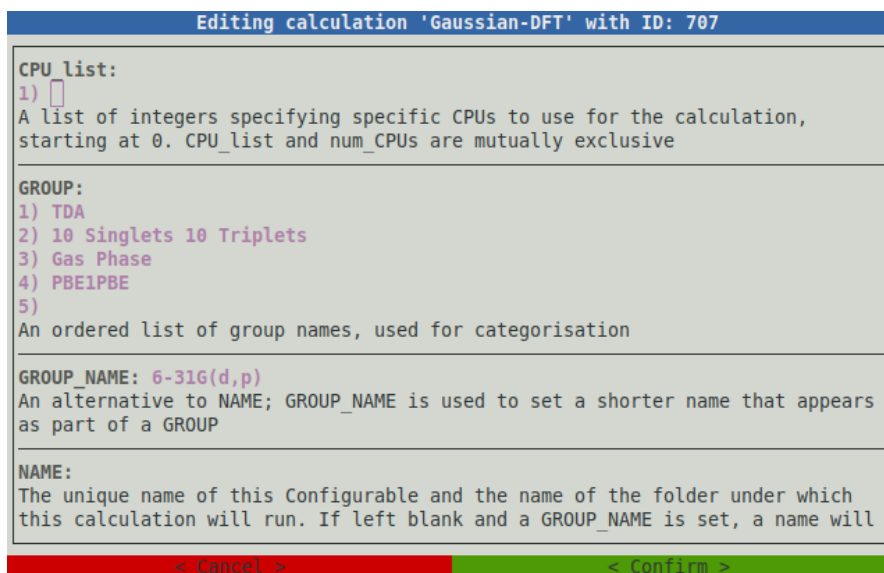 Editing calculation 'Gaussian-DFT' with ID: 707
CPU_list:
1)
A list of integers specifying specific CPUs to use for the calculation,
starting at 0. CPU_list and num_CPUs are mutually exclusive
GROUP:
1) TDA
2) 10 Singlets 10 Triplets
3) Gas Phase
4) PBE1PBE
5)
An ordered list of group names, used for categorisation
GROUP_NAME: 6-31G(d,p)
An alternative to NAME; GROUP_NAME is used to set a shorter name that appears
as part of a GROUP
NAME:
The unique name of this Configurable and the name of the folder under which
this calculation will run. If left blank and a GROUP_NAME is set, a name will
< Cancel > < Confirm >